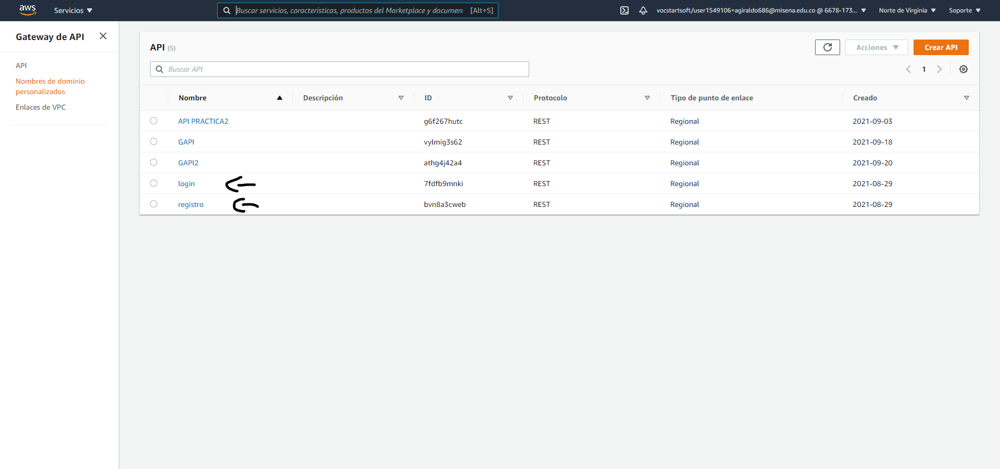 aws Servicios Buscar servicios, características, productos del Marketplace y documen [Alt+S] vocstartsoft/user1549106=agiraldo686@misena.edu.co @ 6678-173... Norte de Virginia Soporte
Gateway de API
API
Nombres de dominio
personalizados
Enlaces de VPC
API (5) Acciones Crear API
Buscar API 1
Nombre Descripción ID Protocolo Tipo de punto de enlace Creado
API PRACTICA2 g6f267hutc REST Regional 2021-09-03
GAPI vylmig3s62 REST Regional 2021-09-18
GAPI2 athg4j42a4 REST Regional 2021-09-20
login 7fdfb9mnki REST Regional 2021-08-29
registro bvn8a3cweb REST Regional 2021-08-29